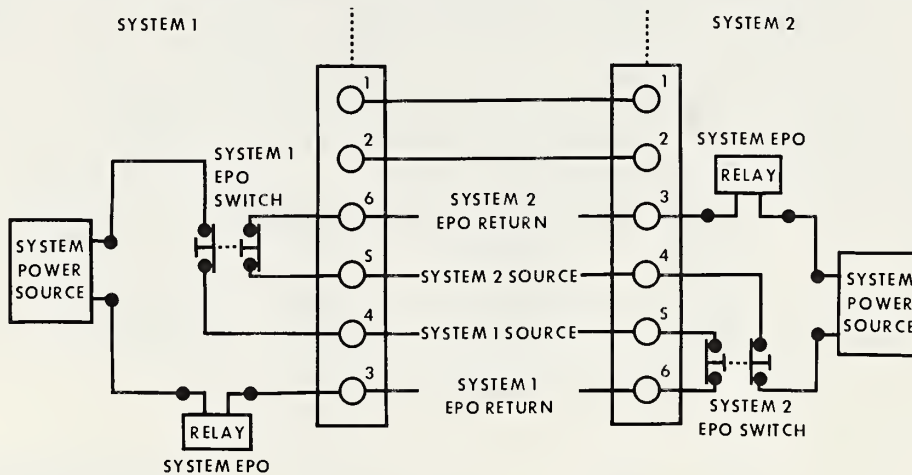 SYSTEM 1
SYSTEM 2
1
2
6
5
4
3
1
2
3
4
5
6
SYSTEM 1
EPO
SWITCH
SYSTEM
POWER
SOURCE
RELAY
SYSTEM EPO
SYSTEM 2
EPO RETURN
SYSTEM 2 SOURCE
SYSTEM 1 SOURCE
SYSTEM 1
EPO RETURN
SYSTEM EPO
RELAY
SYSTEM
POWER
SOURCE
SYSTEM 2
EPO SWITCH